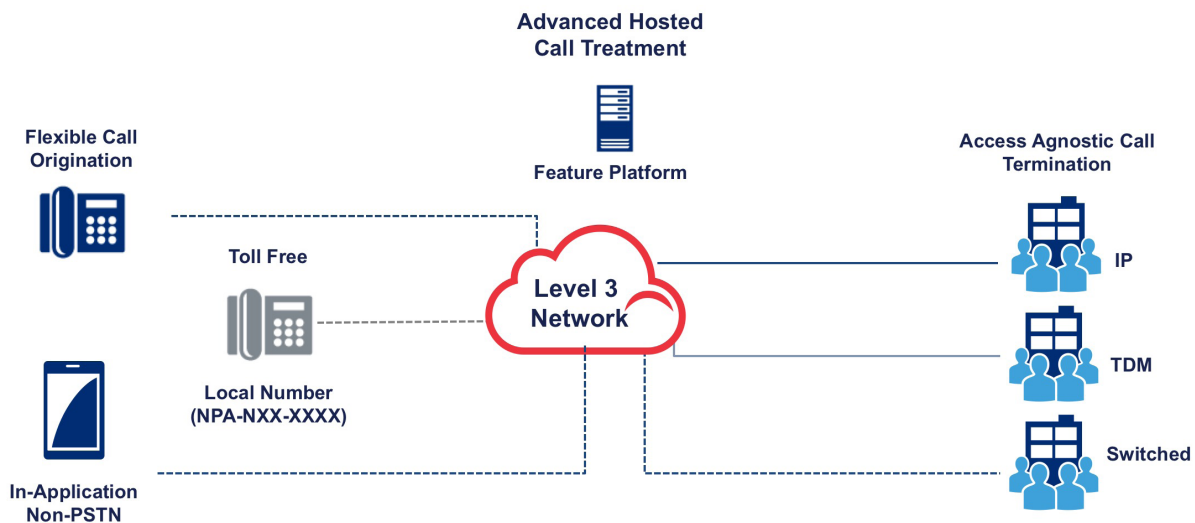 Advanced Hosted
Call Treatment
Feature Platform
Flexible Call
Origination
Toll Free
Local Number
(NPA-NXX-XXXX)
In-Application
Non-PSTN
Level 3
Network
Access Agnostic Call
Termination
IP
TDM
Switched